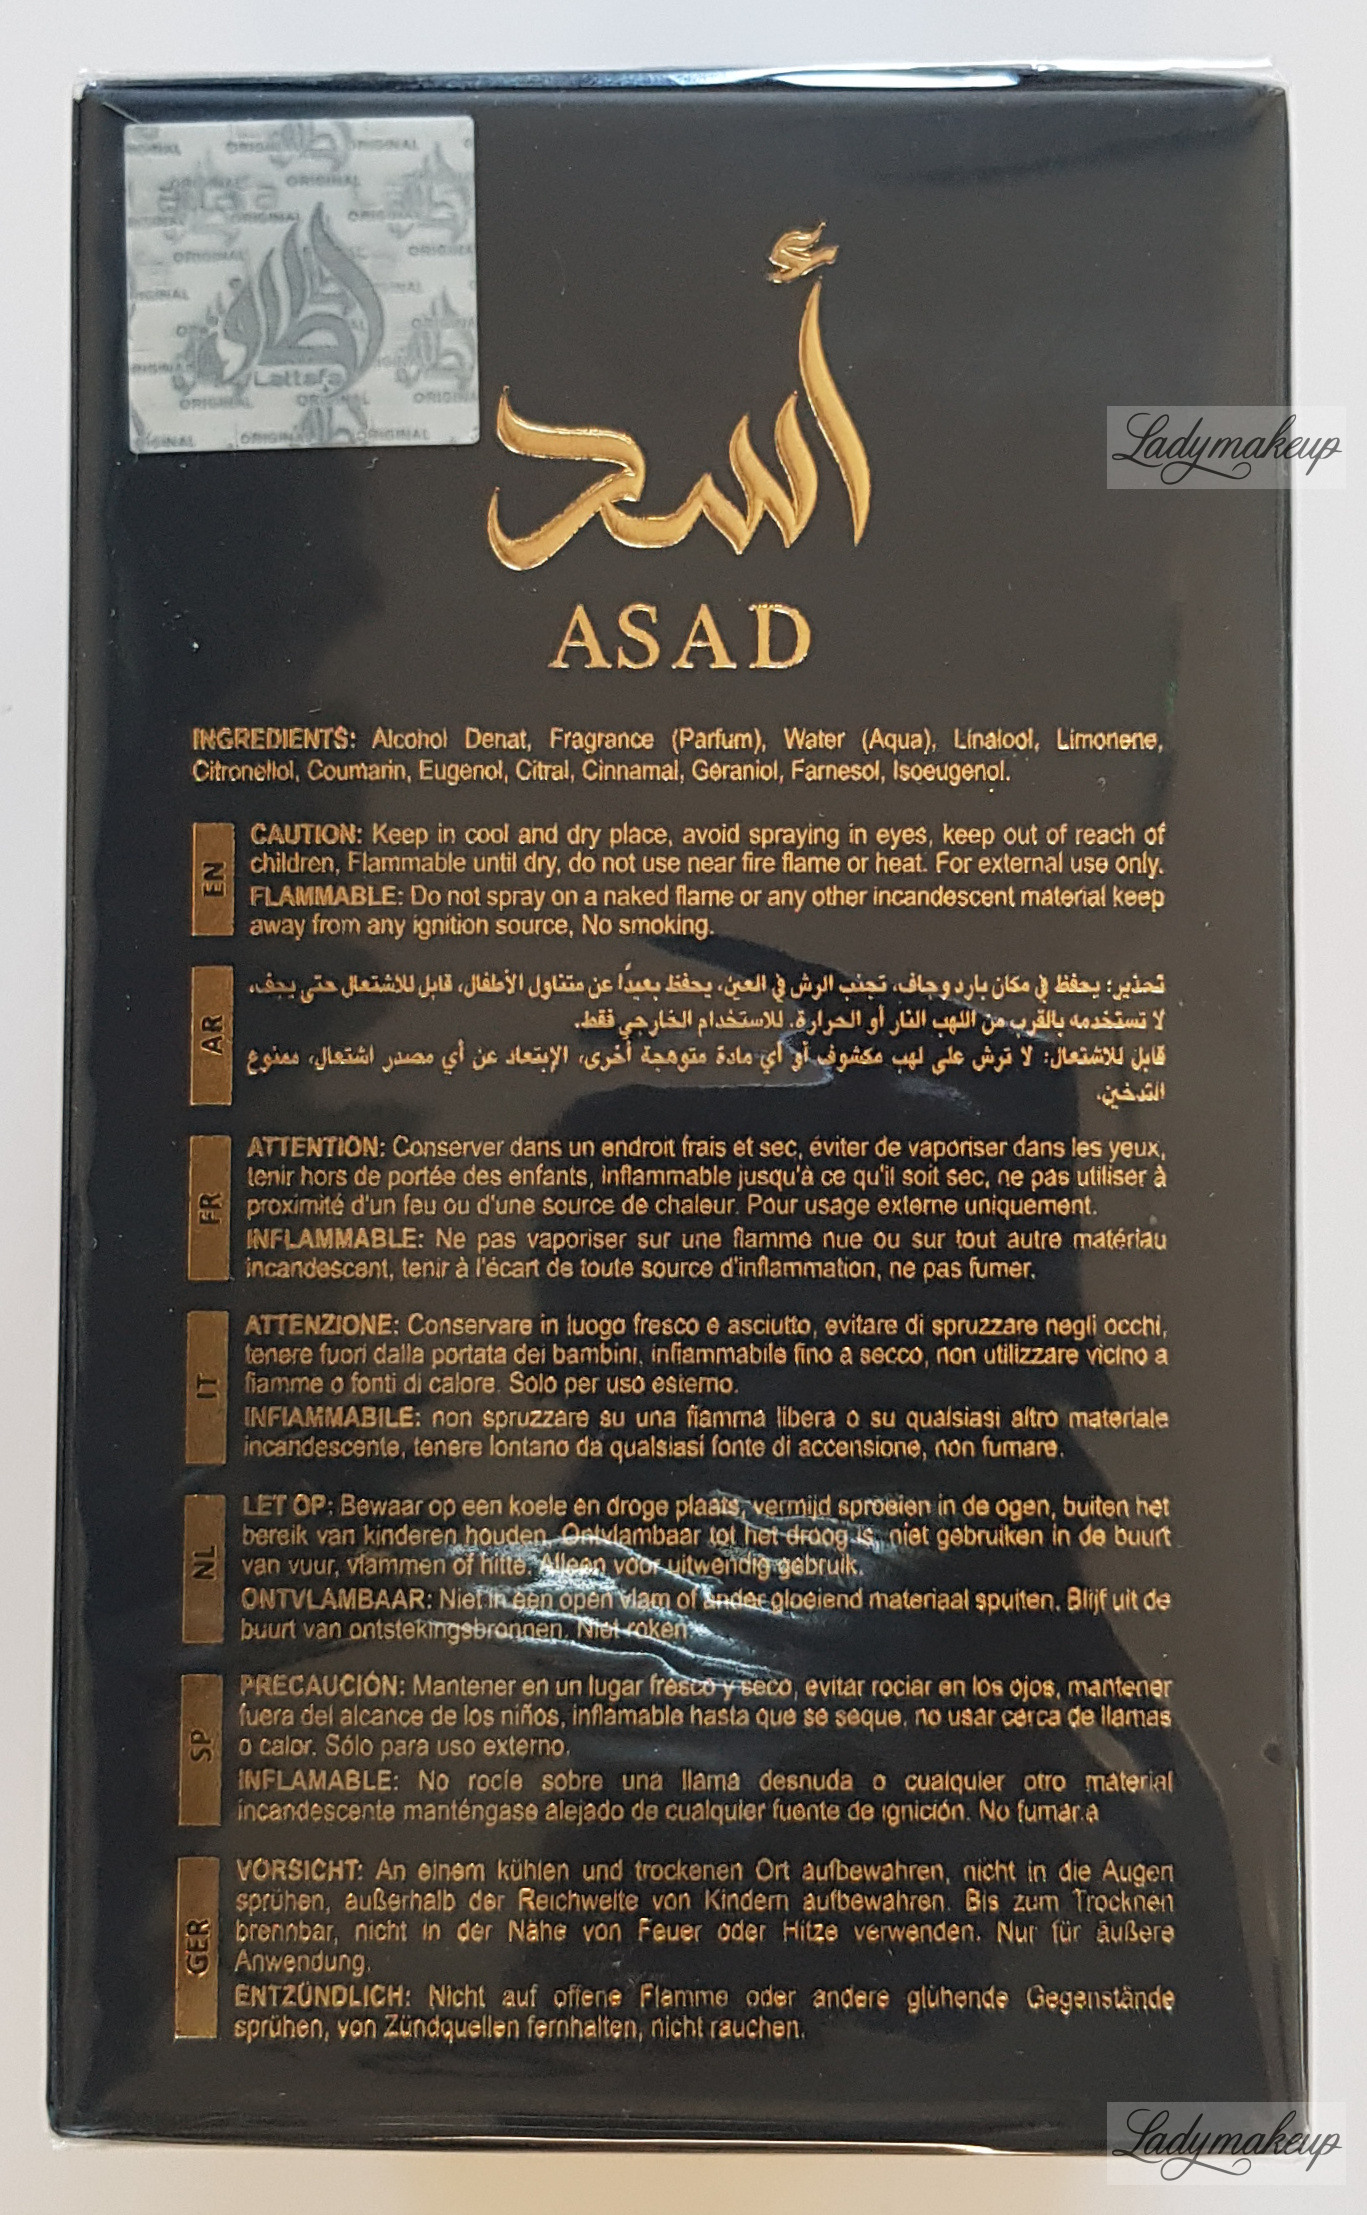 Lattafa
أسد
ASAD
Ladymakeup
INGREDIENTS: Alcohol Denat, Fragrance (Parfum), Water (Aqua), Linalool, Limonene,
Citronellol, Coumarin, Eugenol, Citral, Cinnamal, Geraniol, Farnesol, Isoeugenol.
EN
CAUTION: Keep in cool and dry place, avoid spraying in eyes, keep out of reach of
children, Flammable until dry, do not use near fire flame or heat. For external use only.
FLAMMABLE: Do not spray on a naked flame or any other incandescent material keep
away from any ignition source, No smoking.
AR
تحذير: يحفظ في مكان بارد وجاف، تجنب الرش في العين، يحفظ بعيداً عن متناول الأطفال، قابل للاشتعال حتى يجف،
لا تستخدمه بالقرب من اللهب النار أو الحرارة. للاستخدام الخارجي فقط.
قابل للاشتعال: لا ترش على لهب مكشوف أو أي مادة متوهجة أخرى، الإبتعاد عن أي مصدر اشتعال، ممنوع
التدخين.
FR
ATTENTION: Conserver dans un endroit frais et sec, éviter de vaporiser dans les yeux,
tenir hors de portée des enfants, inflammable jusqu'à ce qu'il soit sec, ne pas utiliser à
proximité d'un feu ou d'une source de chaleur. Pour usage externe uniquement.
INFLAMMABLE: Ne pas vaporiser sur une flamme nue ou sur tout autre matériau
incandescent, tenir à l'écart de toute source d'inflammation, ne pas fumer.
IT
ATTENZIONE: Conservare in luogo fresco e asciutto, evitare di spruzzare negli occhi,
tenere fuori dalla portata dei bambini, infiammabile fino a secco, non utilizzare vicino a
fiamme o fonti di calore. Solo per uso esterno.
INFIAMMABILE: non spruzzare su una fiamma libera o su qualsiasi altro materiale
incandescente, tenere lontano da qualsiasi fonte di accensione, non fumare.
NL
LET OP: Bewaar op een koele en droge plaats, vermijd sproeien in de ogen, buiten het
bereik van kinderen houden. Ontvlambaar tot het droog is, niet gebruiken in de buurt
van vuur, vlammen of hitte. Alleen voor uitwendig gebruik.
ONTVLAMBAAR: Niet in een open vlam of ander gloeiend materiaal spuiten. Blijf uit de
buurt van ontstekingsbronnen. Niet roken
SP
PRECAUCIÓN: Mantener en un lugar fresco y seco, evitar rociar en los ojos, mantener
fuera del alcance de los niños, inflamable hasta que se seque, no usar cerca de llamas
o calor. Sólo para uso externo.
INFLAMABLE: No rocíe sobre una llama desnuda o cualquier otro material
incandescente manténgase alejado de cualquier fuente de ignición. No fumar.a
GER
VORSICHT: An einem kühlen und trockenen Ort aufbewahren, nicht in die Augen
sprühen, außerhalb der Reichweite von Kindern aufbewahren. Bis zum Trocknen
brennbar, nicht in der Nähe von Feuer oder Hitze verwenden. Nur für äußere
Anwendung.
ENTZÜNDLICH: Nicht auf offene Flamme oder andere glühende Gegenstände
sprühen, von Zündquellen fernhalten, nicht rauchen.
Ladymakeup